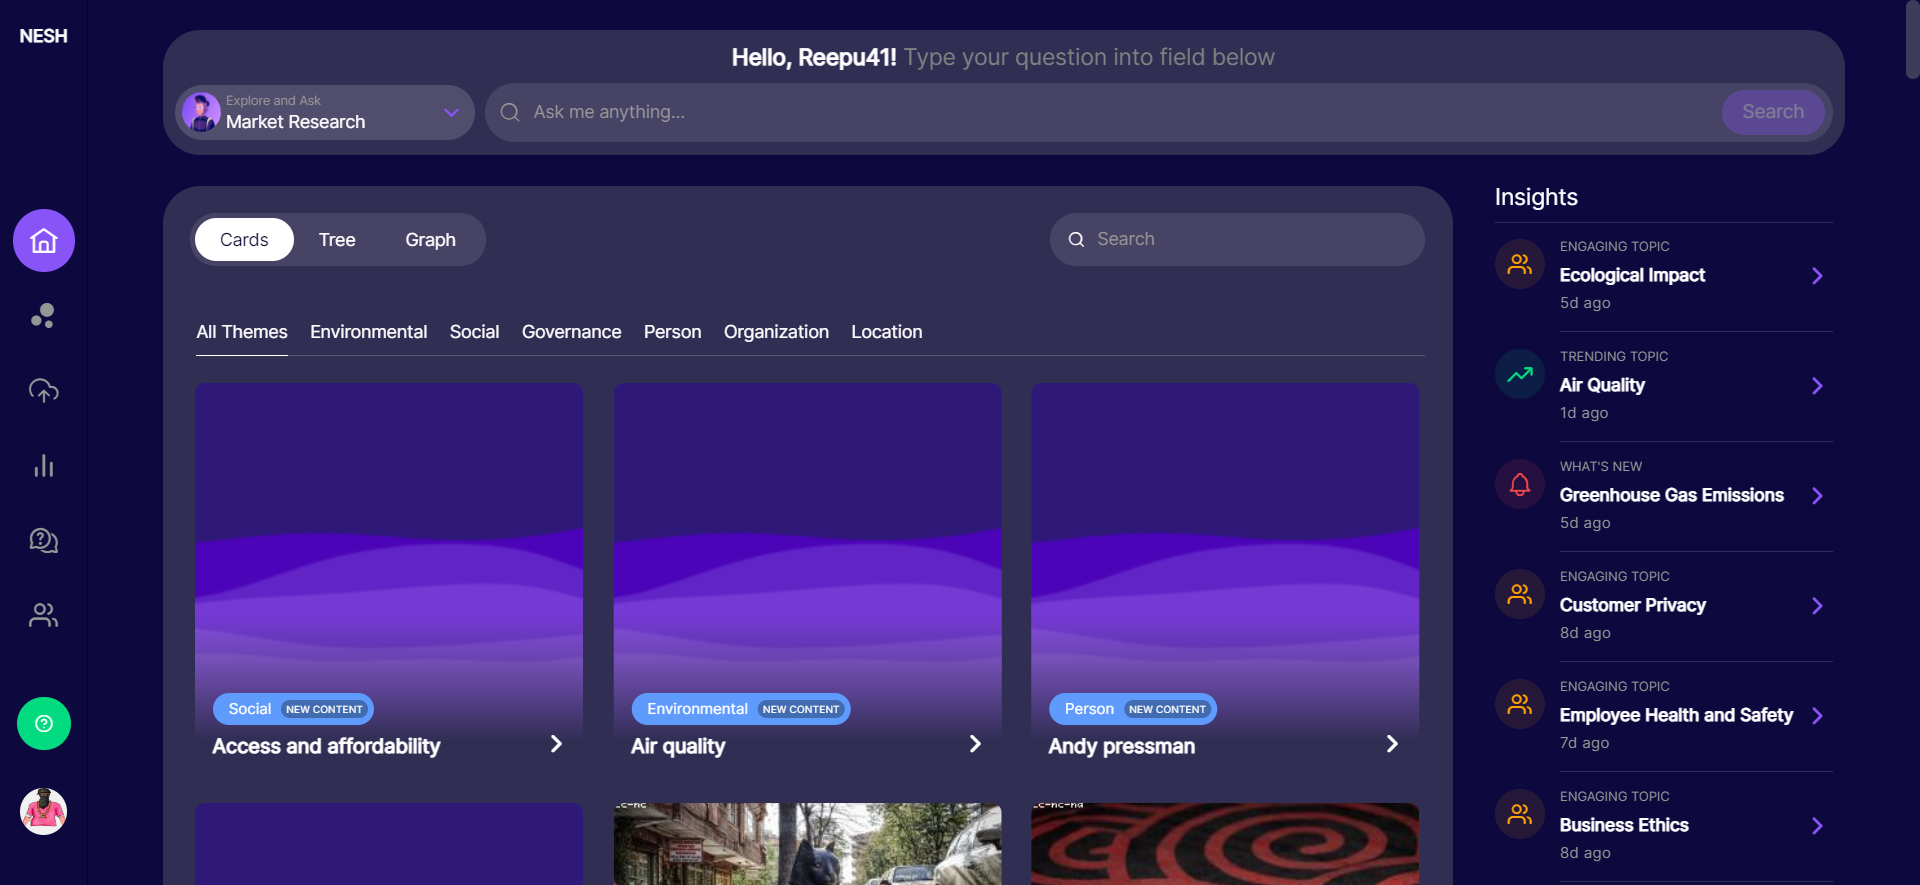 NESH
Hello, Reepu41! Type your question into field below
Explore and Ask
Market Research
Ask me anything...
Search
Cards
Tree
Graph
Search
All Themes
Environmental
Social
Governance
Person
Organization
Location
Social NEW CONTENT
Access and affordability
Environmental NEW CONTENT
Air quality
Person NEW CONTENT
Andy pressman
Insights
ENGAGING TOPIC
Ecological Impact
5d ago
TRENDING TOPIC
Air Quality
1d ago
WHAT'S NEW
Greenhouse Gas Emissions
5d ago
ENGAGING TOPIC
Customer Privacy
8d ago
ENGAGING TOPIC
Employee Health and Safety
7d ago
ENGAGING TOPIC
Business Ethics
8d ago